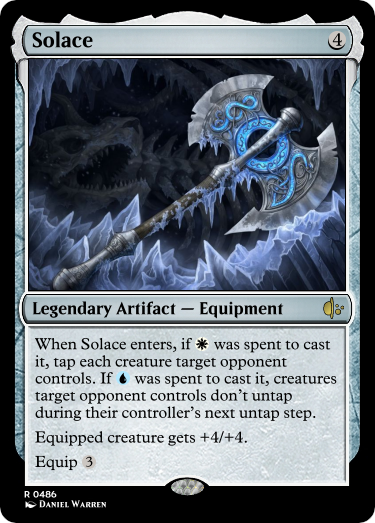 Solace 4
Legendary Artifact — Equipment
When Solace enters, if was spent to cast
it, tap each creature target opponent
controls. If was spent to cast it, creatures
target opponent controls don't untap
during their controller's next untap step.
Equipped creature gets +4/+4.
Equip 3
R 0486
DANIEL WARREN